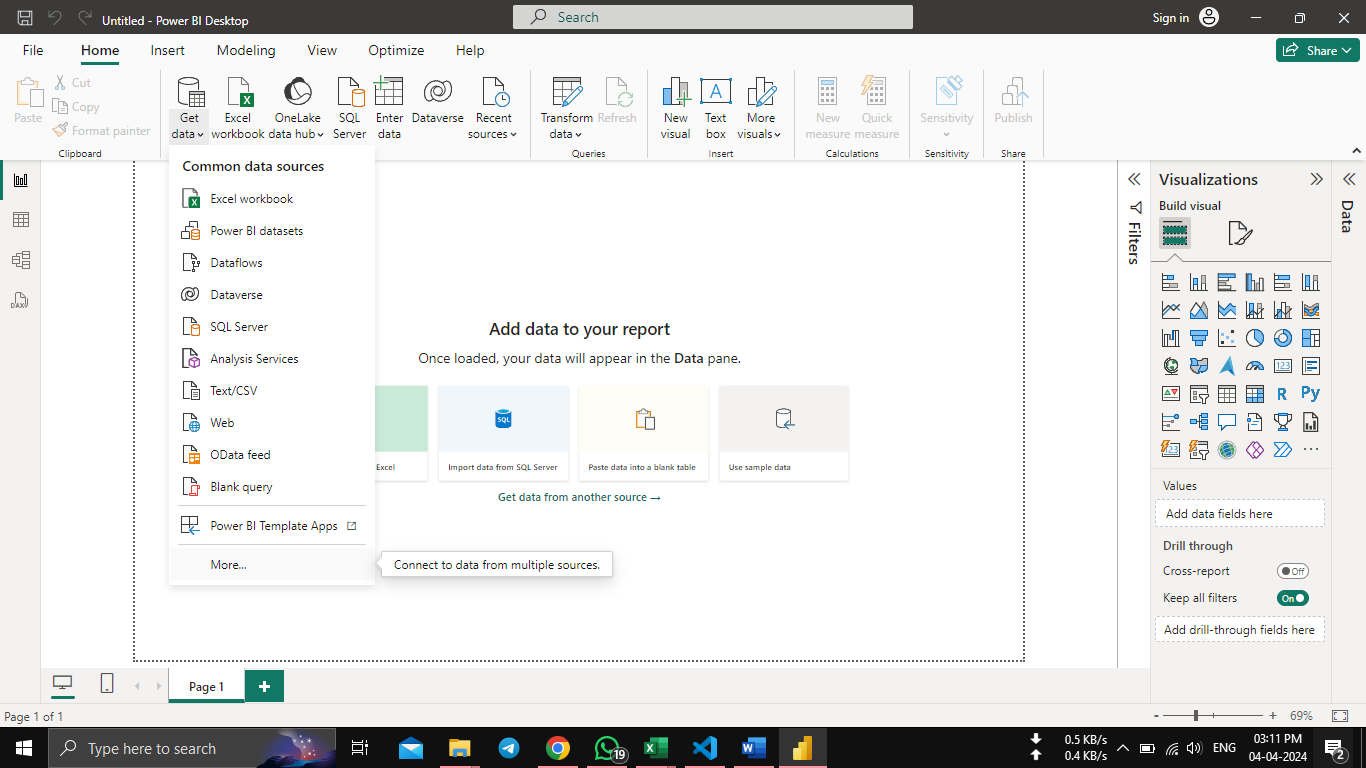 Untitled - Power BI Desktop
Search
Sign in
File Home Insert Modeling View Optimize Help
Share
Paste
Cut
Copy
Format painter
Clipboard
Get data
Excel workbook
OneLake data hub
SQL Server
Enter data
Dataverse
Recent sources
Transform data
Refresh
Queries
New visual
Text box
More visuals
Insert
New measure
Quick measure
Calculations
Sensitivity
Sensitivity
Publish
Share
Common data sources
Excel workbook
Power BI datasets
Dataflows
Dataverse
SQL Server
Analysis Services
Text/CSV
Web
OData feed
Blank query
Power BI Template Apps
More...
Connect to data from multiple sources.
Add data to your report
Once loaded, your data will appear in the Data pane.
Excel
SQL
Import data from SQL Server
Paste data into a blank table
Use sample data
Get data from another source →
Filters
Visualizations
Build visual
Data
DAX
123
R
Py
123
Values
Add data fields here
Drill through
Cross-report
Off
Keep all filters
On
Add drill-through fields here
Page 1
+
Page 1 of 1
- + 69%
Type here to search
19
0.5 KB/s
0.4 KB/s
ENG
03:11 PM
04-04-2024
2